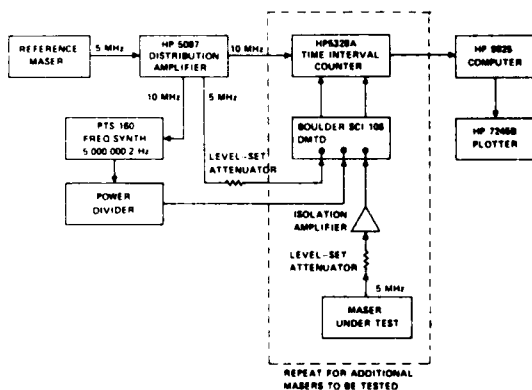 REFERENCE
MASER
5 MHz
HP 5087
DISTRIBUTION
AMPLIFIER
10 MHz
HP5328A
TIME INTERVAL
COUNTER
HP 9825
COMPUTER
HP 7245B
PLOTTER
10 MHz
5 MHz
PTS 160
FREQ SYNTH
5 000 000 2 Hz
BOULDER SCI 106
DMTD
LEVEL-SET
ATTENUATOR
POWER
DIVIDER
ISOLATION
AMPLIFIER
LEVEL-SET
ATTENUATOR
5 MHz
MASER
UNDER TEST
REPEAT FOR ADDITIONAL
MASERS TO BE TESTED